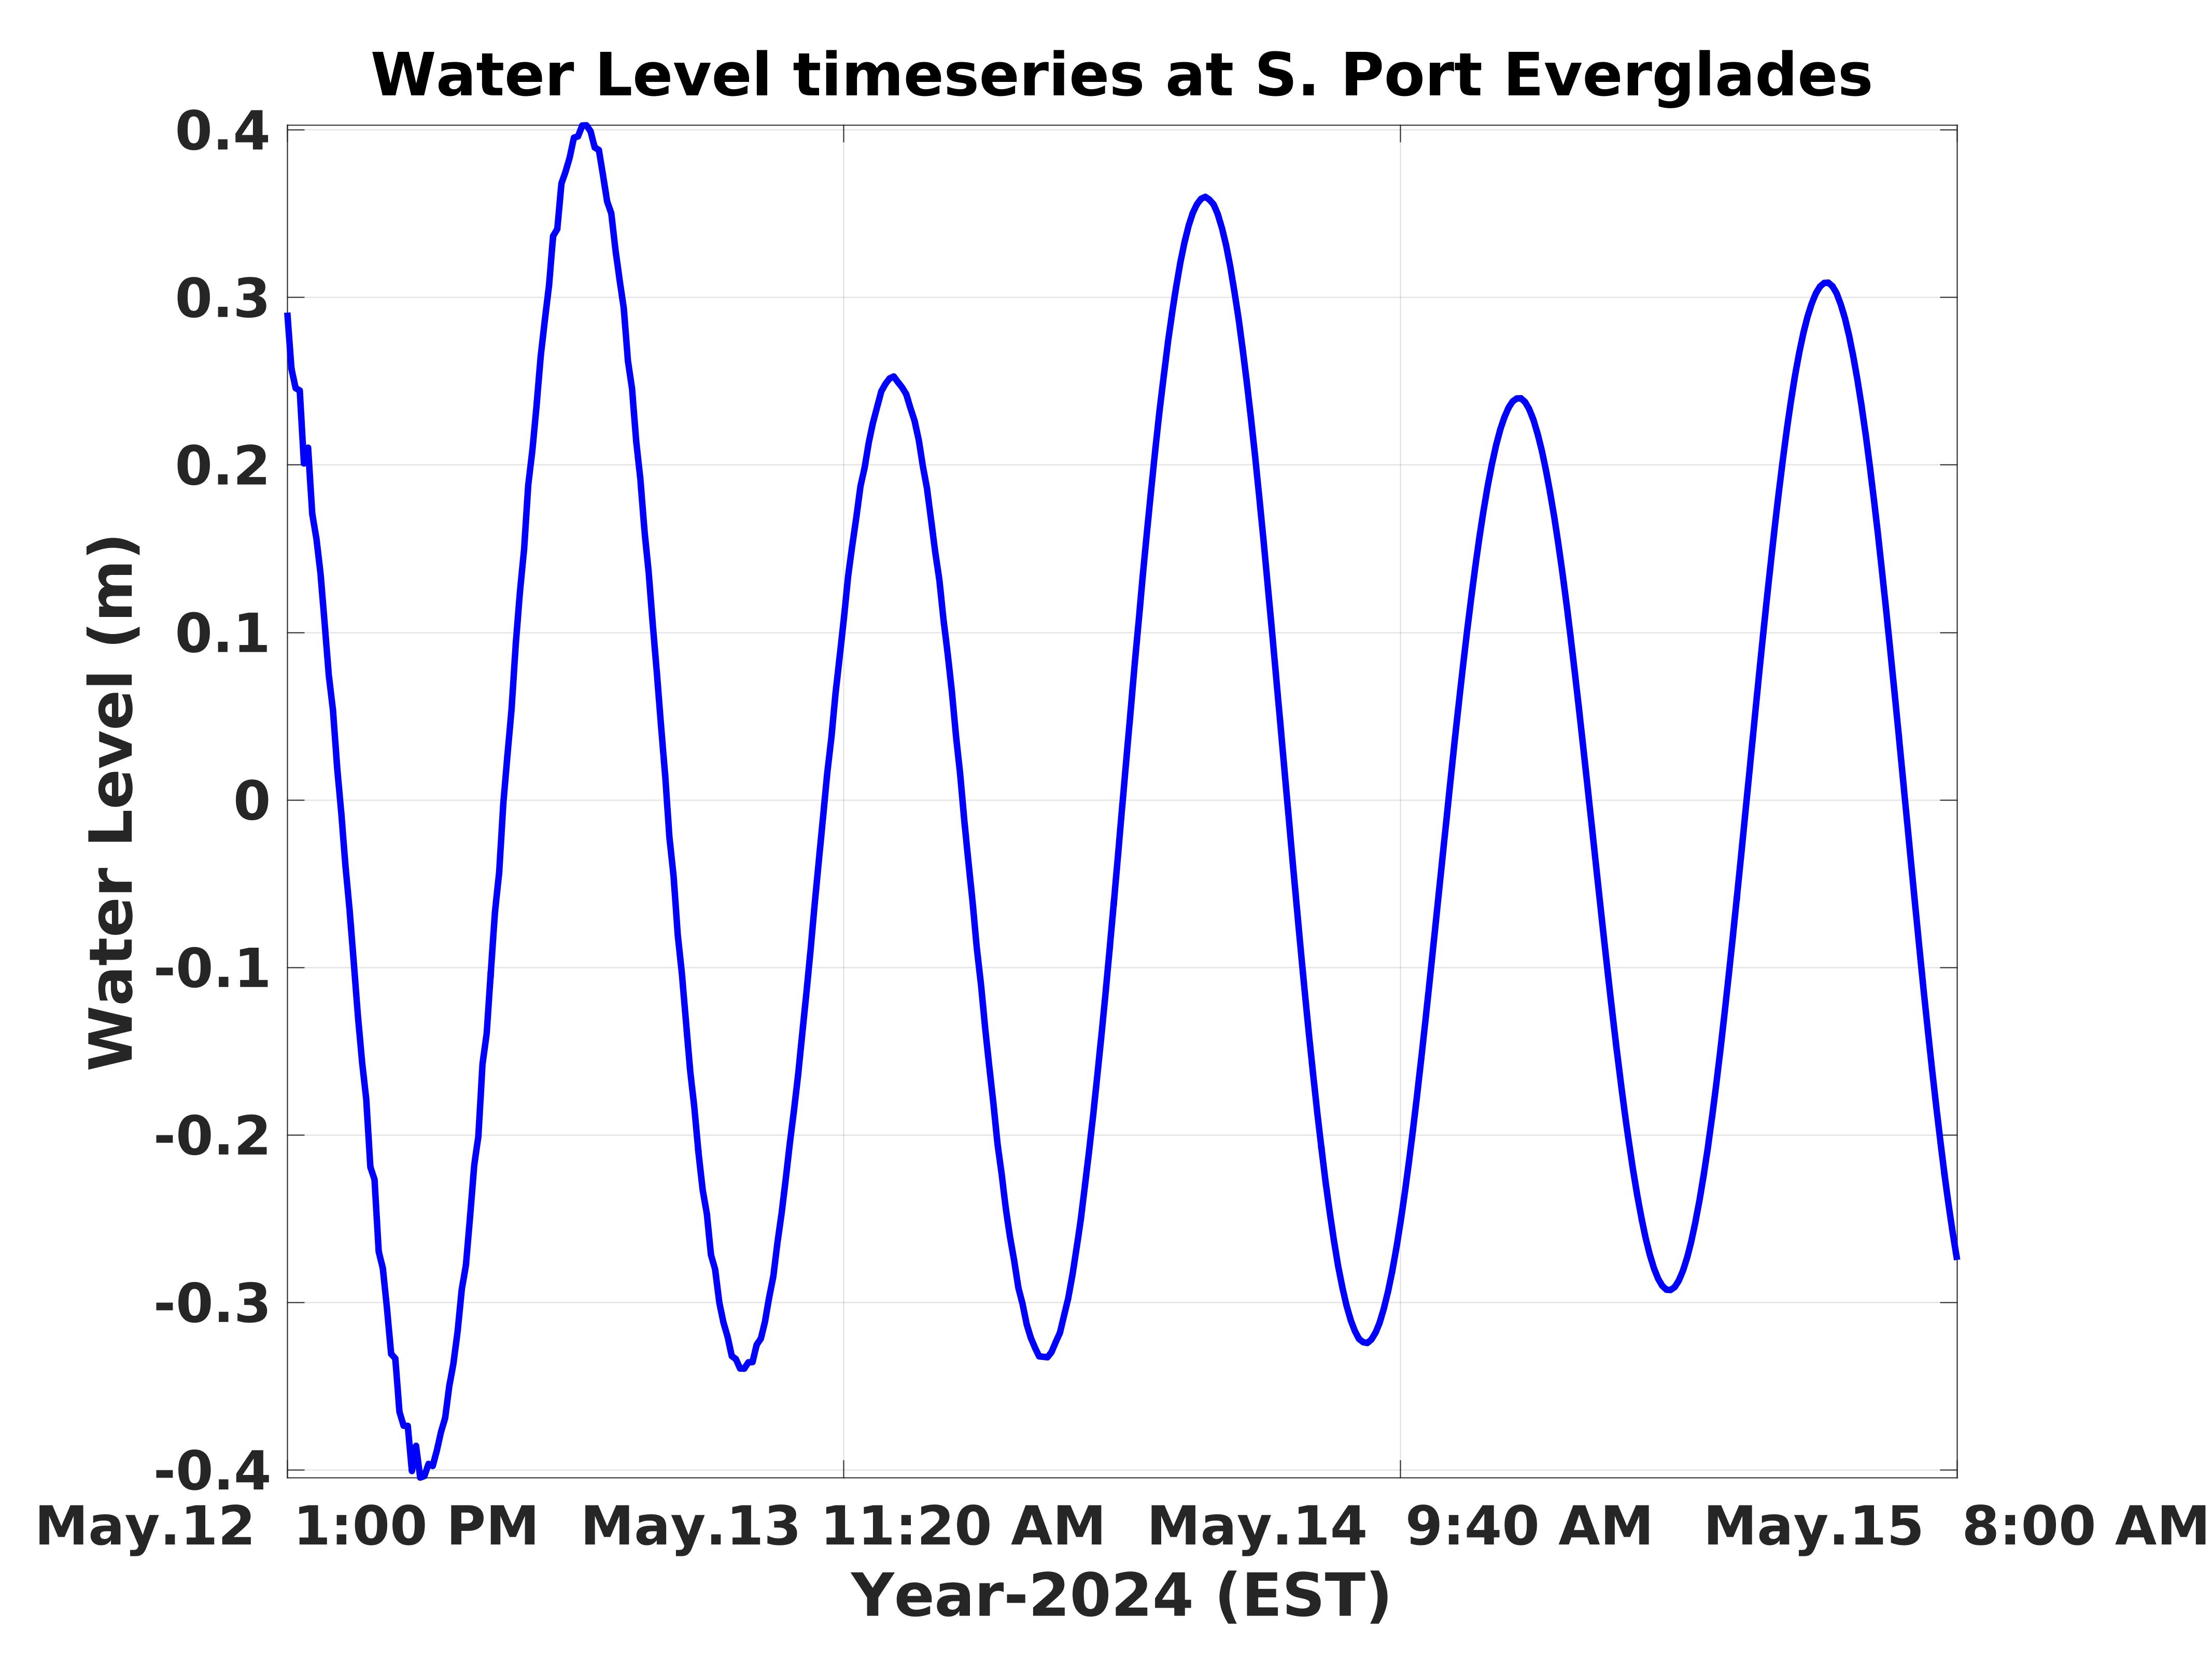 Water Level timeseries at S. Port Everglades
0.4
0.3
0.2
0.1
0
-0.1
-0.2
-0.3
-0.4
Water Level (m)
May.12 1:00 PM May.13 11:20 AM May.14 9:40 AM May.15 8:00 AM
Year-2024 (EST)